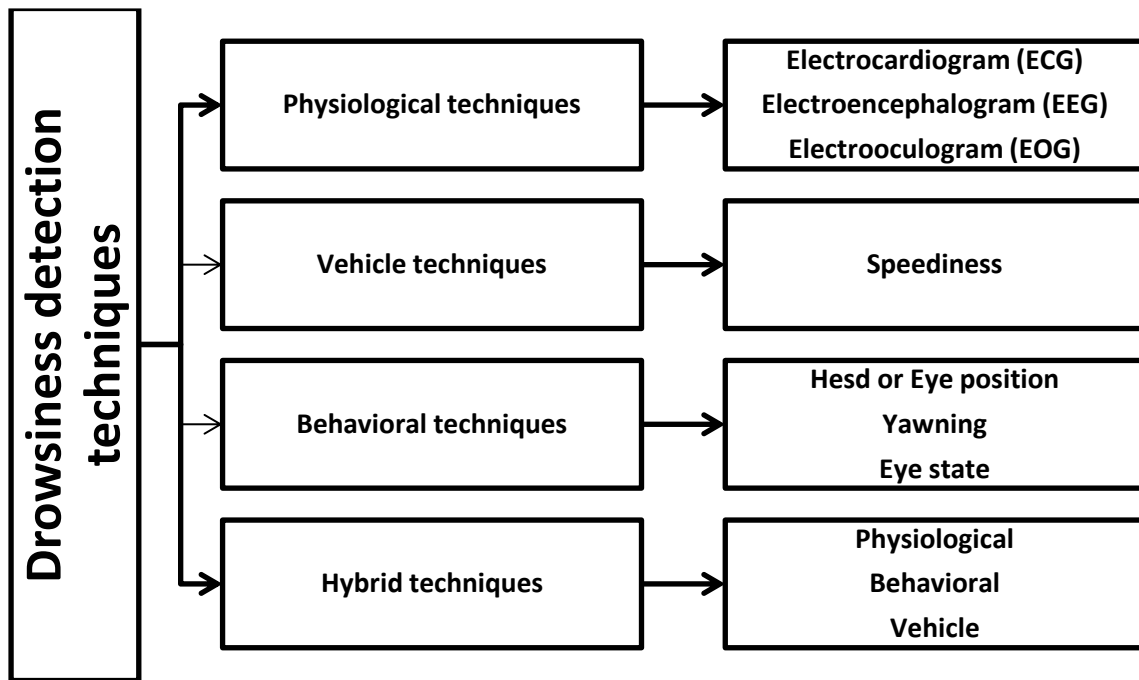 Drowsiness detection
techniques
Physiological techniques
Electrocardiogram (ECG)
Electroencephalogram (EEG)
Electrooculogram (EOG)
Vehicle techniques
Speediness
Behavioral techniques
Hesd or Eye position
Yawning
Eye state
Hybrid techniques
Physiological
Behavioral
Vehicle